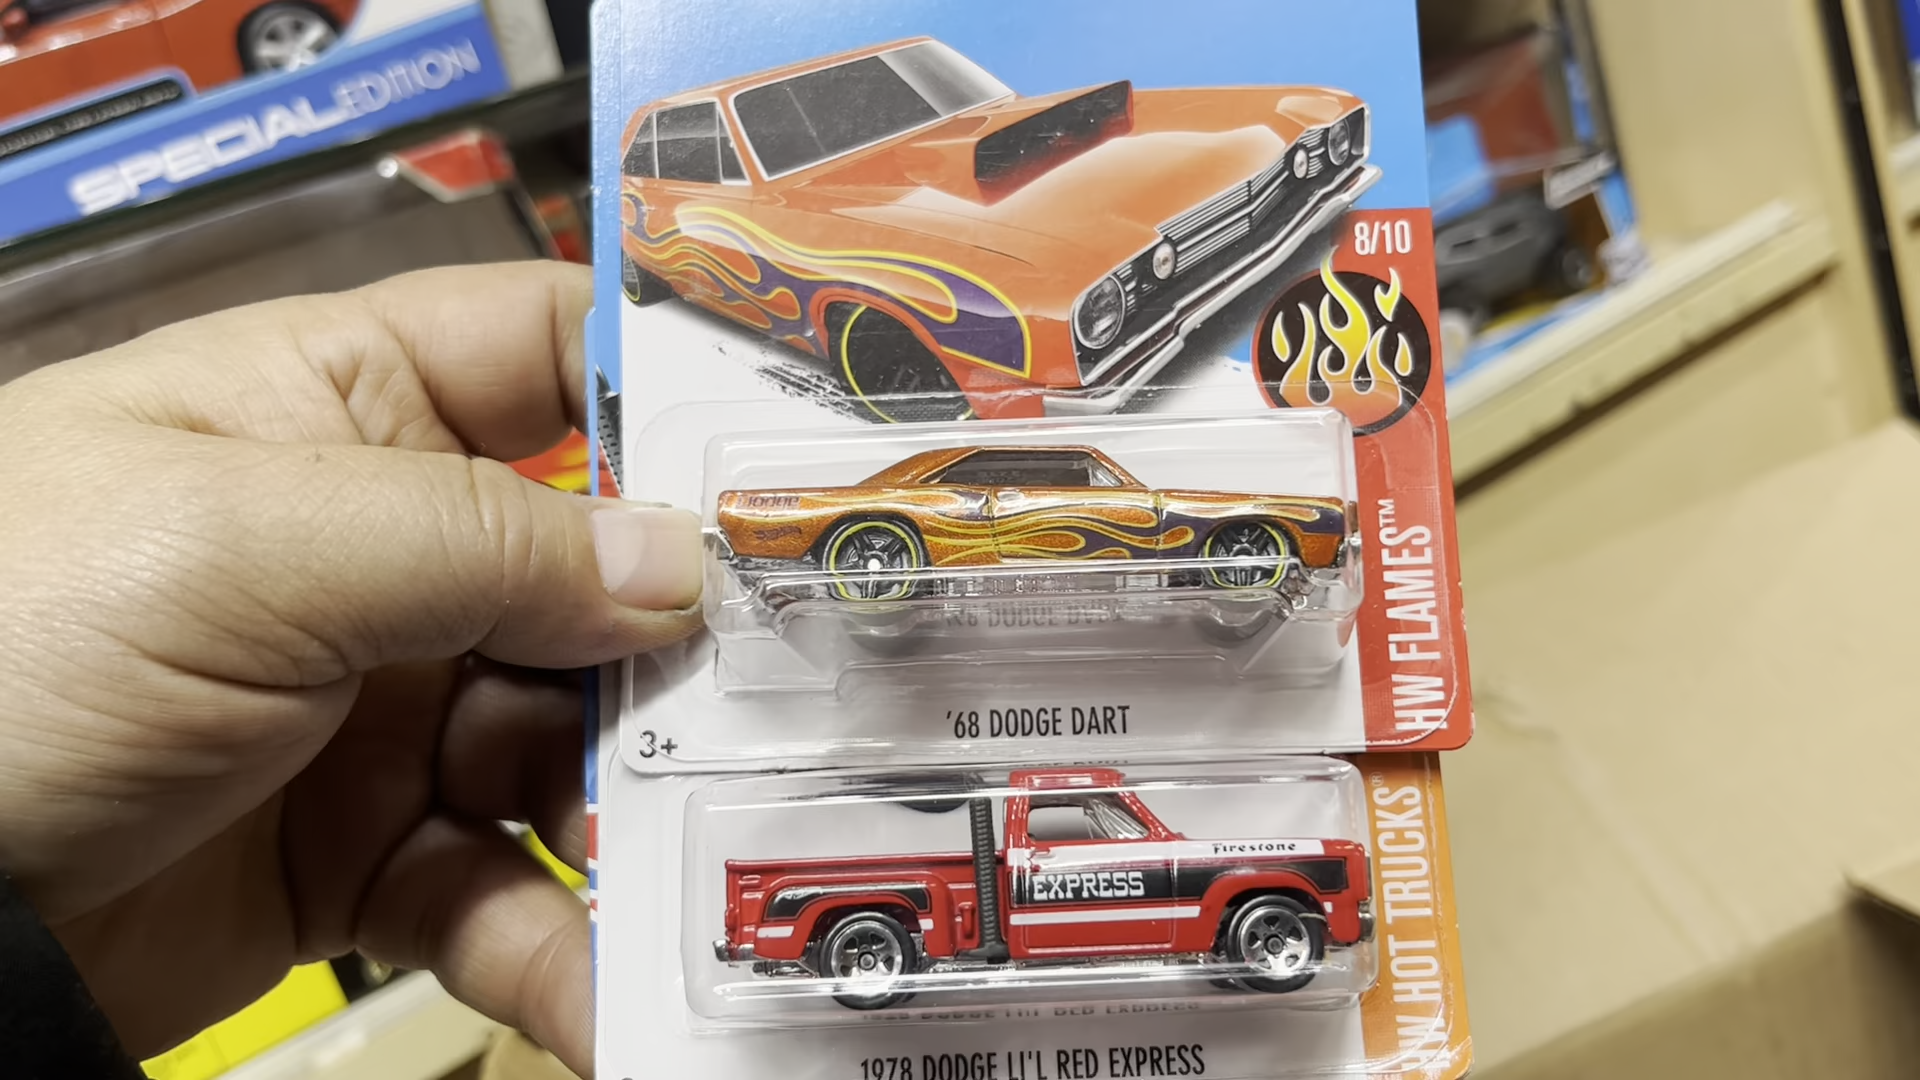 SPECIAL EDITION
8/10
HW FLAMES™
Dodge
'68 DODGE DART
3+
Firestone
EXPRESS
HW HOT TRUCKS®
1978 DODGE LI'L RED EXPRESS